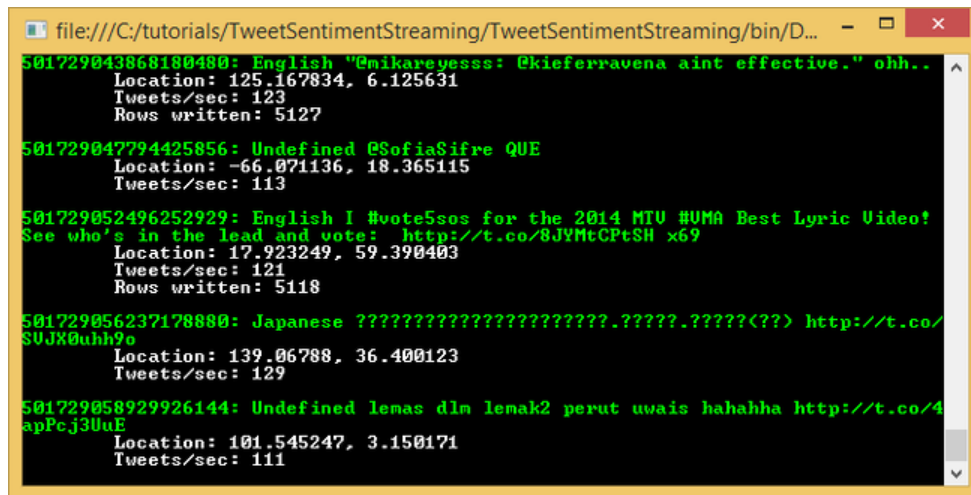 file:///C:/tutorials/TweetSentimentStreaming/TweetSentimentStreaming/bin/D...
501729043868180480: English "@mikareyesss: @kieferravena aint effective." ohh..
Location: 125.167834, 6.125631
Tweets/sec: 123
Rows written: 5127
501729047794425856: Undefined @SofiaSifre QUE
Location: -66.071136, 18.365115
Tweets/sec: 113
501729052496252929: English I #vote5sos for the 2014 MTV #VMA Best Lyric Video!
See who's in the lead and vote:  http://t.co/8JYMtCPtSH x69
Location: 17.923249, 59.390403
Tweets/sec: 121
Rows written: 5118
501729056237178880: Japanese ??????????????????????.?????.?????(??) http://t.co/
SVJX0uhh9o
Location: 139.06788, 36.400123
Tweets/sec: 129
501729058929926144: Undefined lemas dlm lemak2 perut uwais hahahha http://t.co/4
apPcj3UuE
Location: 101.545247, 3.150171
Tweets/sec: 111